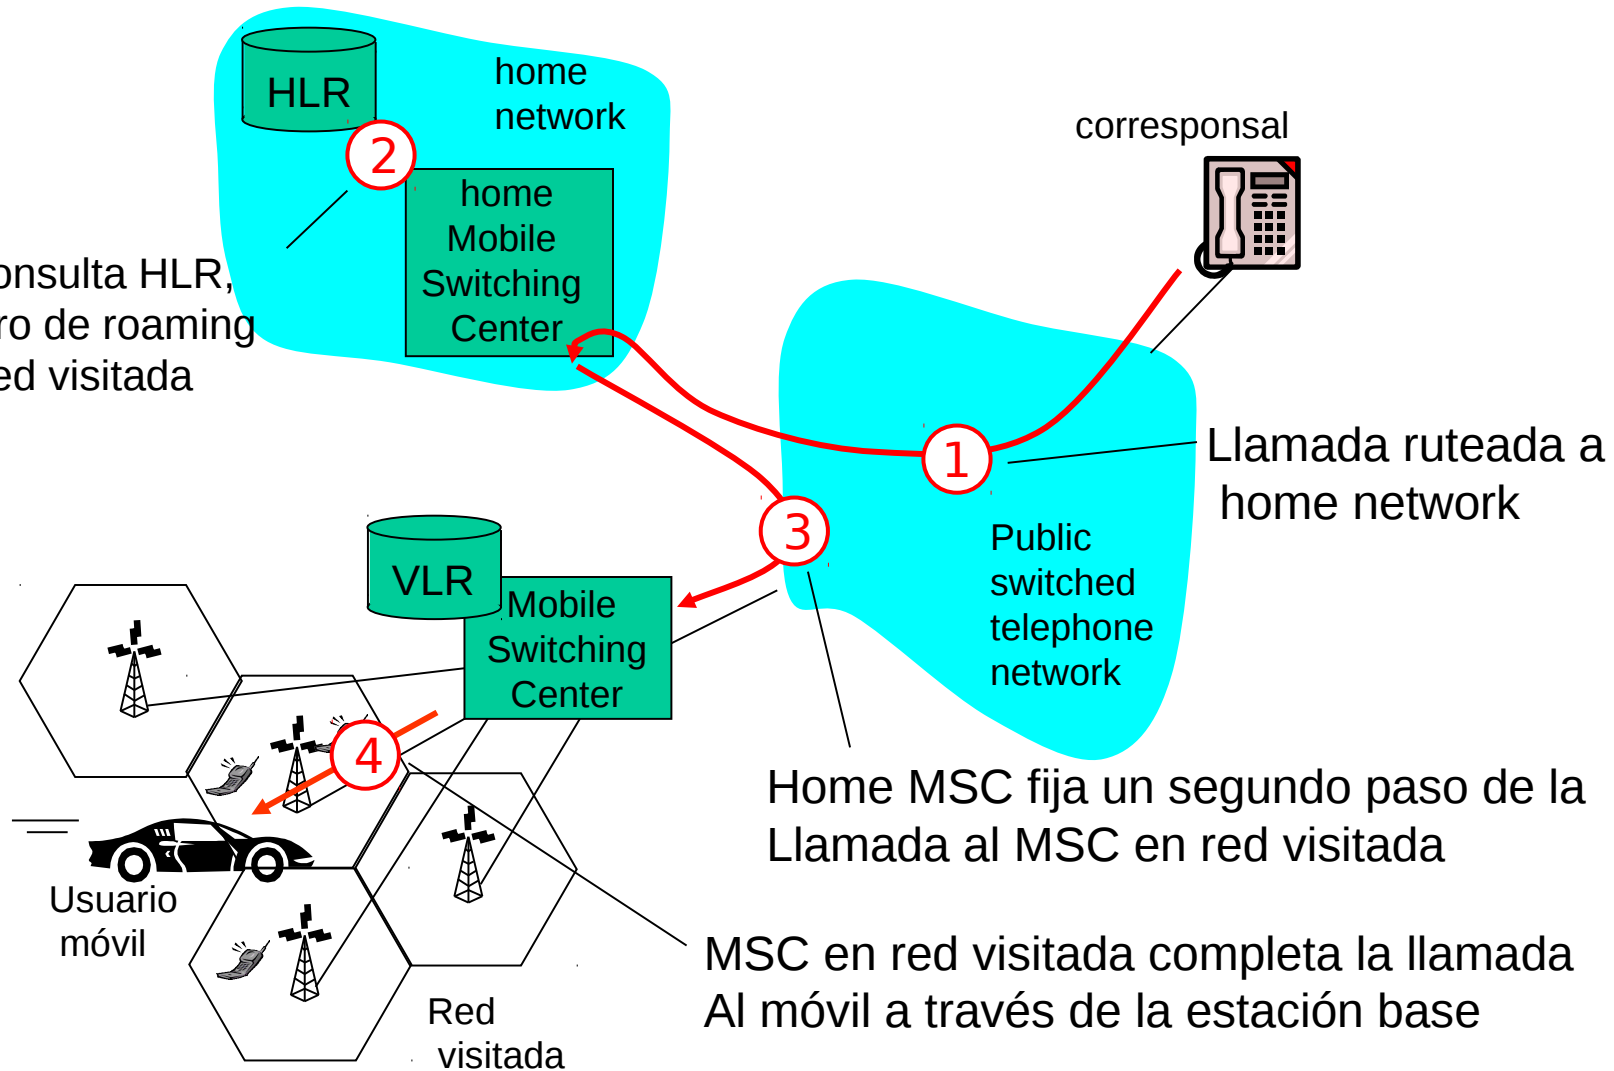 HLR
home
network
2
home
Mobile
Switching
Center
corresponsal
onsulta HLR,
ro de roaming
ed visitada
1
Llamada ruteada a
home network
3
Public
switched
telephone
network
VLR
Mobile
Switching
Center
4
Home MSC fija un segundo paso de la
Llamada al MSC en red visitada
Usuario
móvil
MSC en red visitada completa la llamada
Al móvil a través de la estación base
Red
visitada